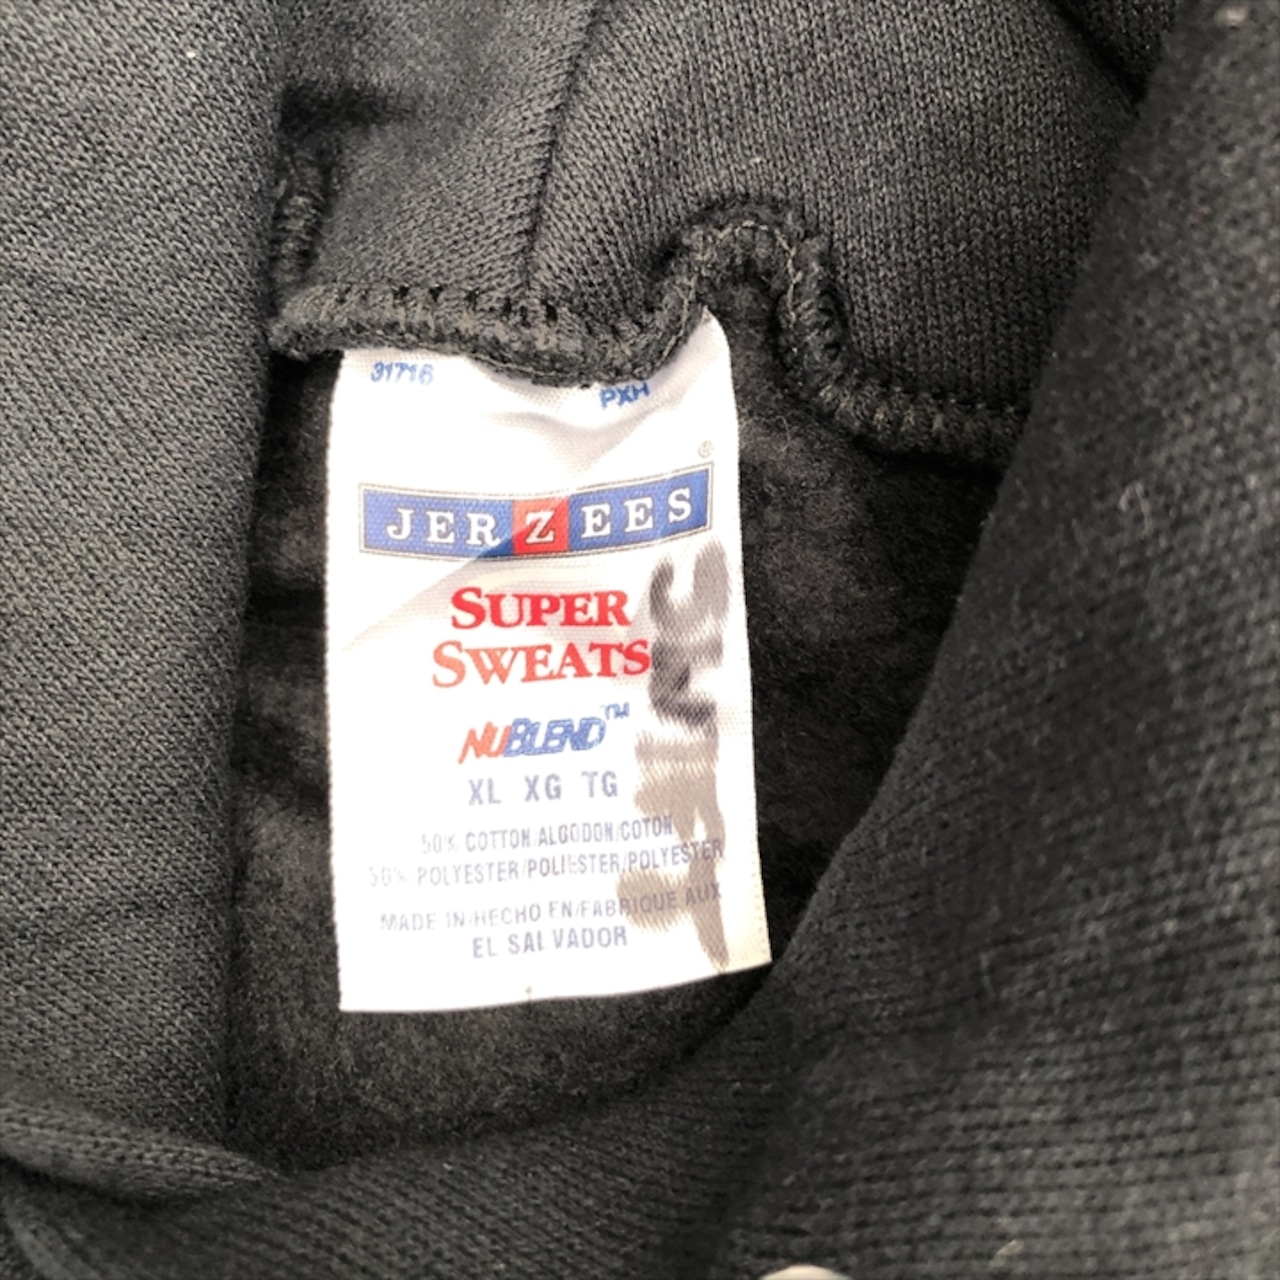 31716
PXH
®
JERZEES
SUPER
SWEATS
NUBLEND™
XL XG TG
50% COTTON/ALGODON/COTON
50% POLYESTER/POLIESTER/POLYESTER
MADE IN/HECHO EN/FABRIQUE AUX
EL SALVADOR